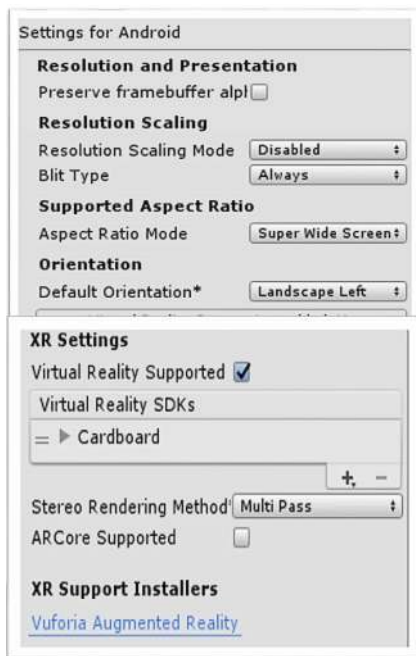 Settings for Android
Resolution and Presentation
Preserve framebuffer alpl
Resolution Scaling
Resolution Scaling Mode Disabled
Blit Type Always
Supported Aspect Ratio
Aspect Ratio Mode Super Wide Screen
Orientation
Default Orientation* Landscape Left
XR Settings
Virtual Reality Supported
Virtual Reality SDKs
= Cardboard
+ −
Stereo Rendering Method* Multi Pass
ARCore Supported
XR Support Installers
Vuforia Augmented Reality